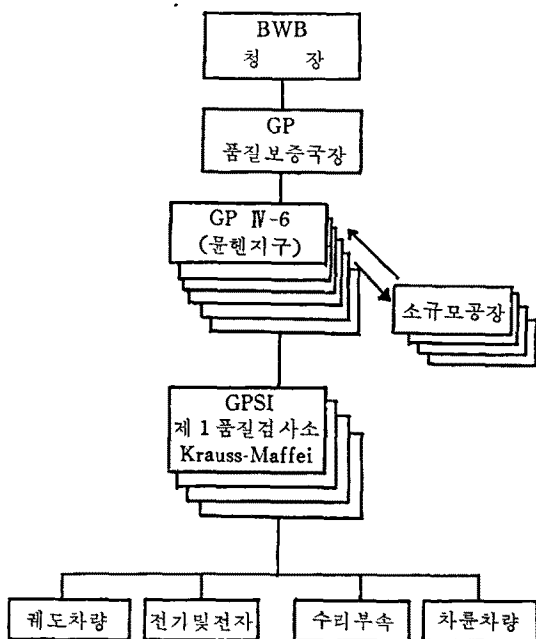 BWB
청 장
GP
품질보증국장
GP Ⅳ-6
(뮨헨지구)
소규모공장
GPSI
제 1 품질검사소
Krauss-Maffei
궤도차량
전기및전자
수리부속
차륜차량